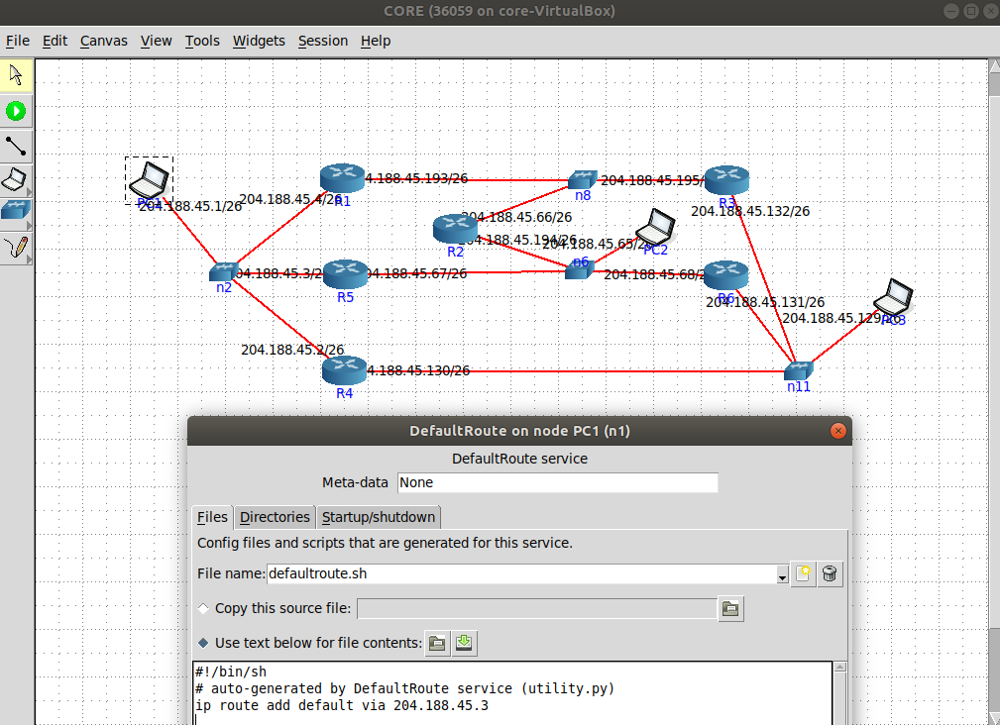 CORE (36059 on core-VirtualBox)
File Edit Canvas View Tools Widgets Session Help
4.188.45.193/26
204.188.45.195/
n8
204.188.45.1/26
204.188.45.4/26
R1
R3
204.188.45.132/26
204.188.45.66/26
204.188.45.194/26
204.188.45.65/26
R2
PC2
n6
04.188.45.3/2
04.188.45.67/26
204.188.45.68/2
n2
R5
R6
204.188.45.131/26
204.188.45.129/26
PC3
204.188.45.2/26
4.188.45.130/26
R4
n11
DefaultRoute on node PC1 (n1)
DefaultRoute service
Meta-data None
Files Directories Startup/shutdown
Config files and scripts that are generated for this service.
File name: defaultroute.sh
Copy this source file:
Use text below for file contents:
#!/bin/sh
# auto-generated by DefaultRoute service (utility.py)
ip route add default via 204.188.45.3